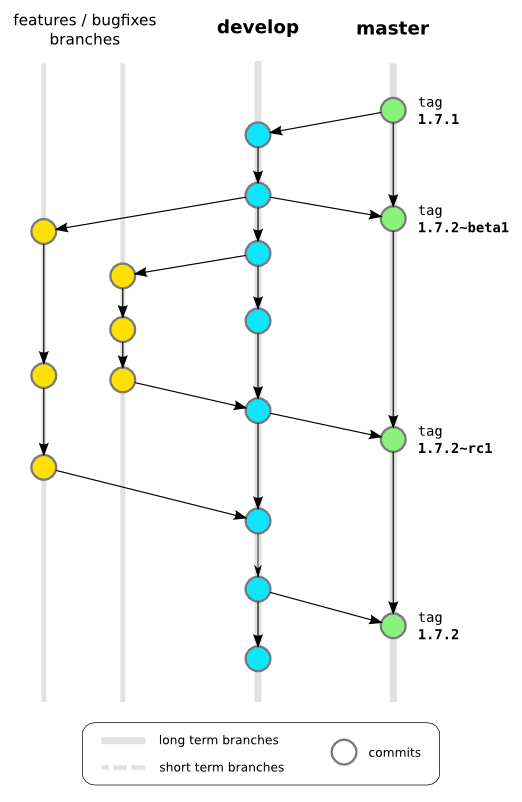 features / bugfixes
branches
develop
master
tag
1.7.1
tag
1.7.2~beta1
tag
1.7.2~rc1
tag
1.7.2
long term branches
short term branches
commits